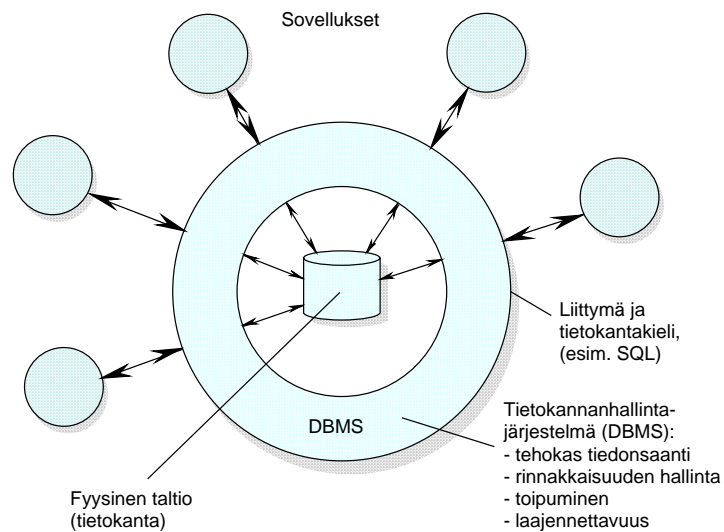 Sovellukset
Liittymä ja
tietokantakieli,
(esim. SQL)
DBMS
Tietokannanhallinta-
järjestelmä (DBMS):
- tehokas tiedonsaanti
- rinnakkaisuuden hallinta
- toipuminen
- laajennettavuus
Fyysinen taltio
(tietokanta)